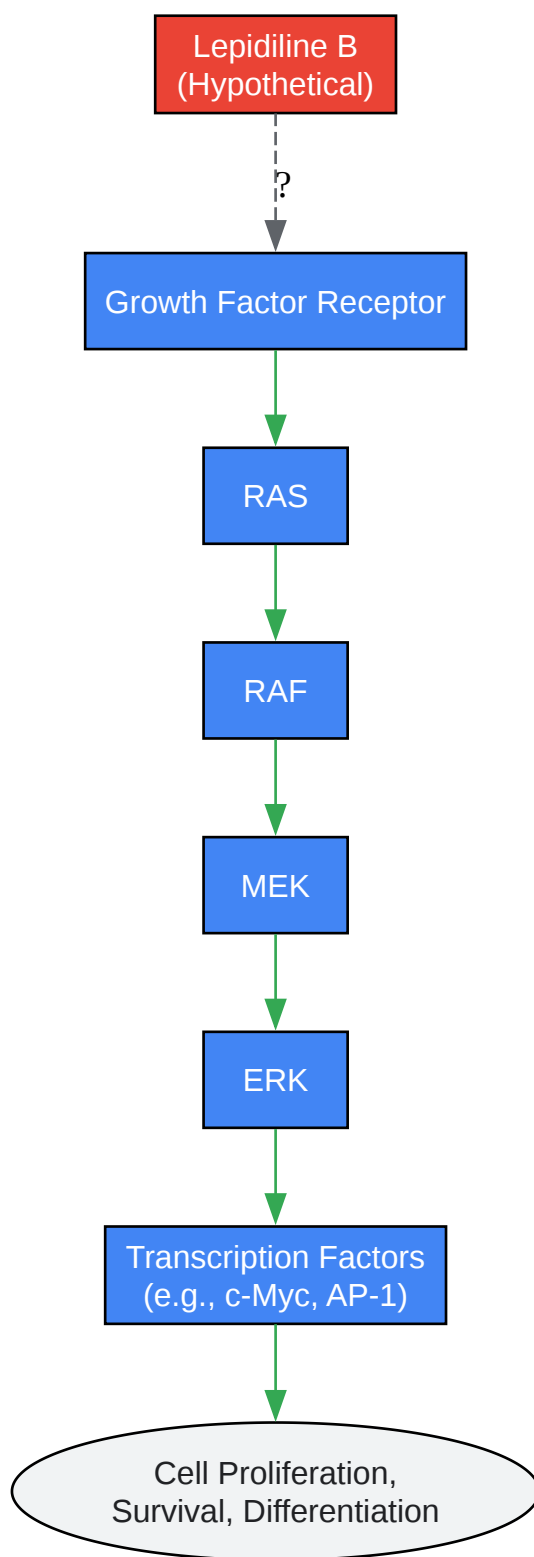 Lepidiline B
(Hypothetical)
?
Growth Factor Receptor
RAS
RAF
MEK
ERK
Transcription Factors
(e.g., c-Myc, AP-1)
Cell Proliferation,
Survival, Differentiation